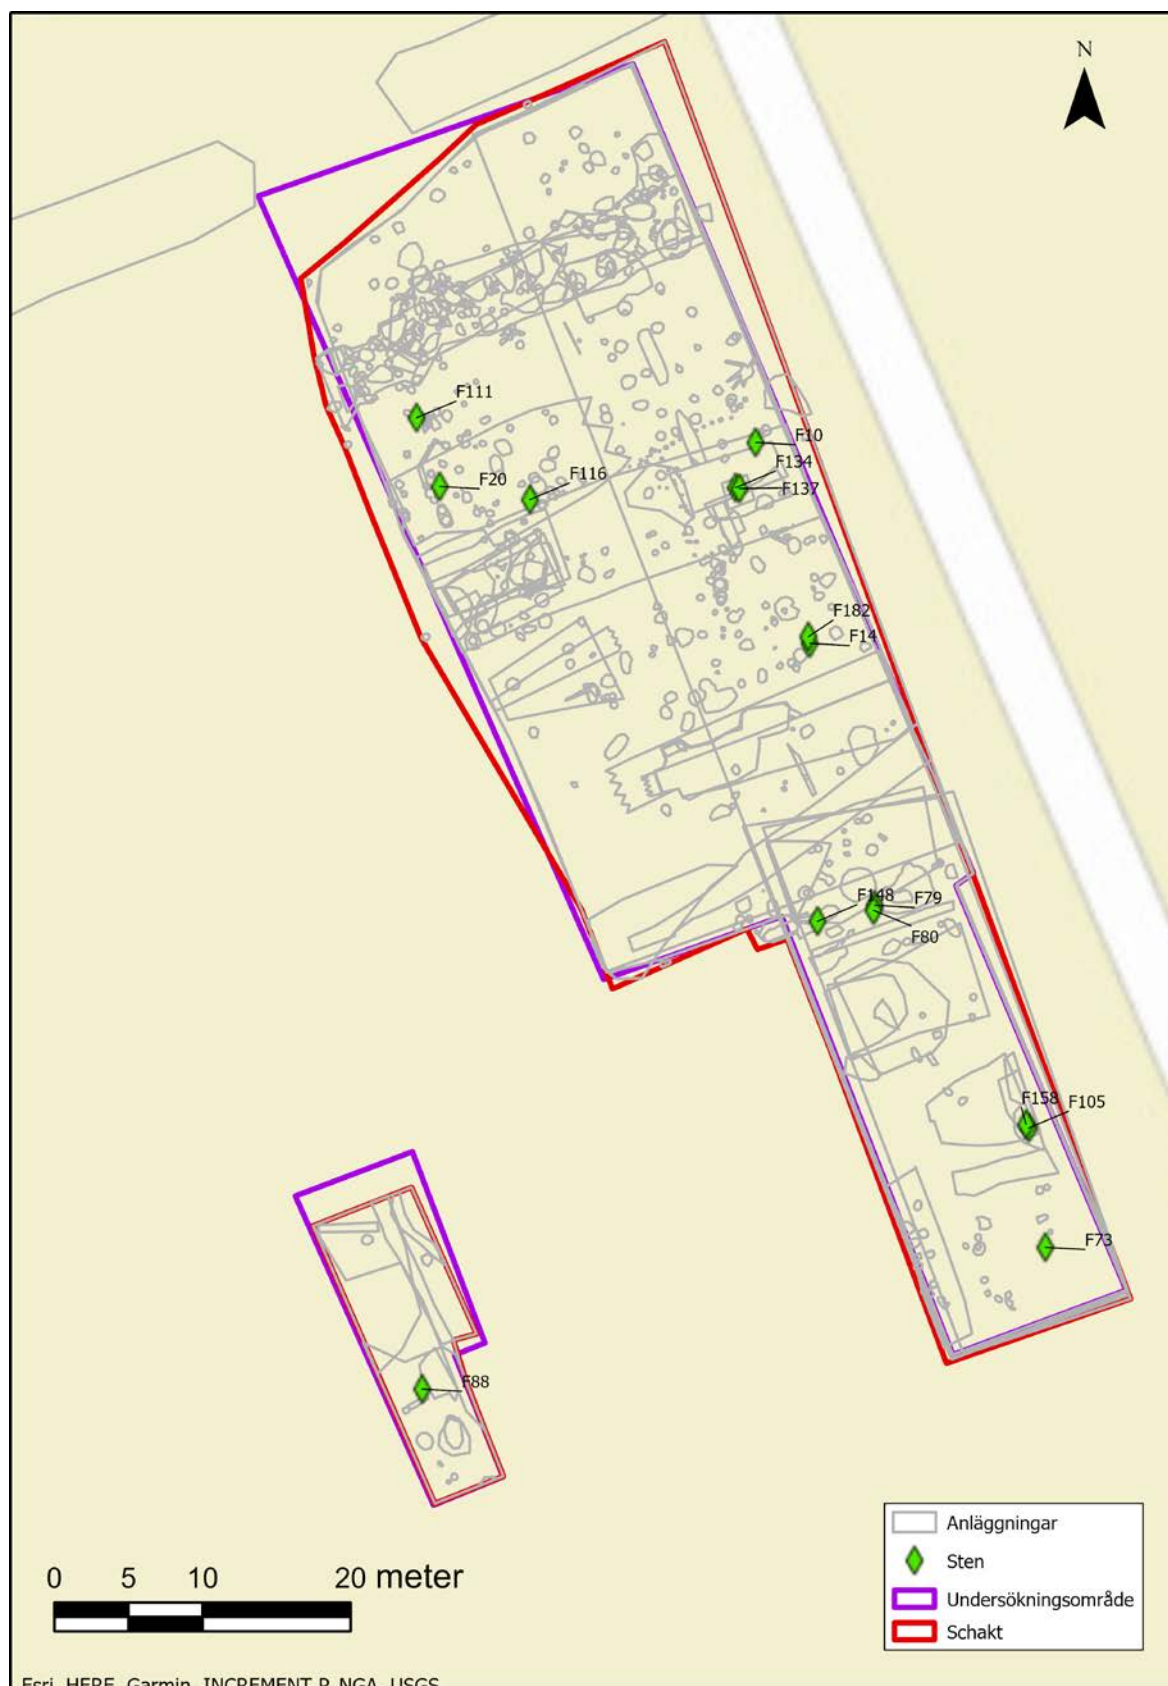 N
F111
F10
F134
F20
F116
F137
F182
F14
F148
F79
F80
F158
F105
F73
F88
Anläggningar
Sten
Undersökningsområde
Schakt
0 5 10 20 meter
Esri, HERE, Garmin, INCREMENT P, NGA, USGS